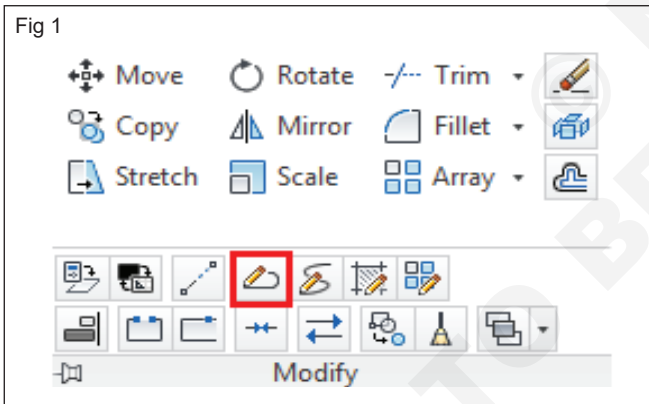 Fig 1
Move Rotate Trim
Copy Mirror Fillet
Stretch Scale Array
Modify